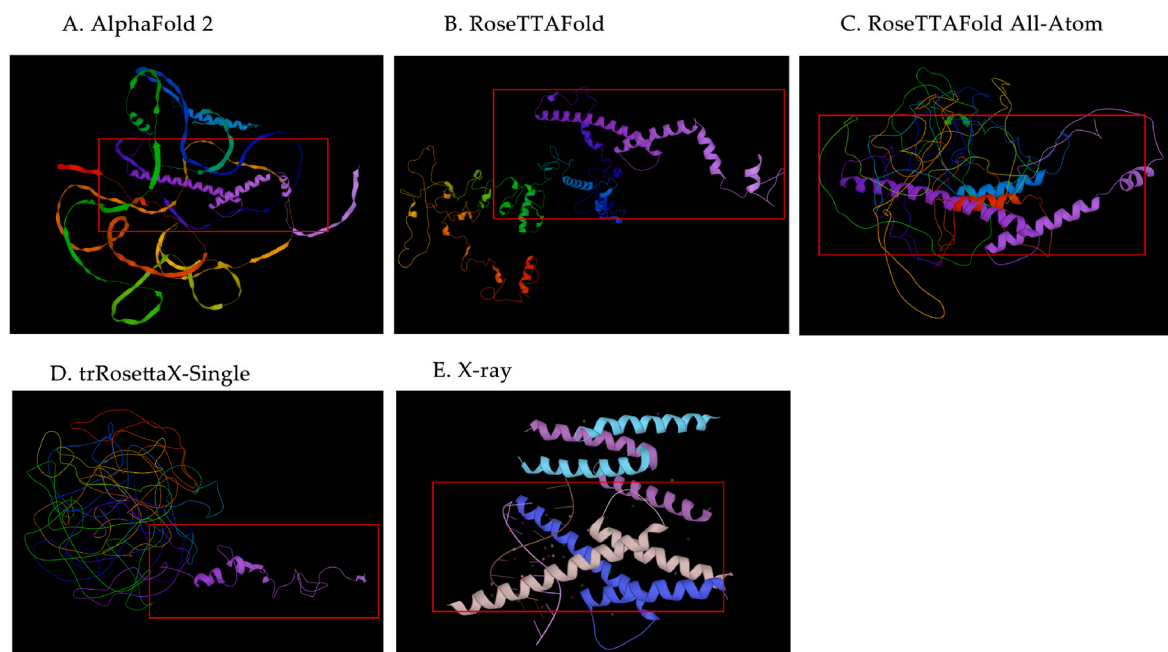 A. AlphaFold 2
B. RoseTTAFold
C. RoseTTAFold All-Atom
D. trRosettaX-Single
E. X-ray